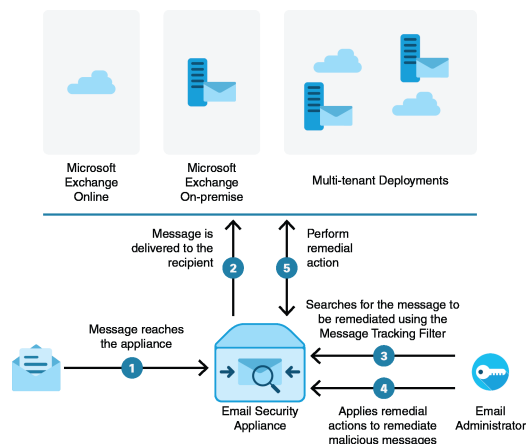 Microsoft
Exchange
Online
Microsoft
Exchange
On-premise
Multi-tenant Deployments
Message is
delivered to the
recipient
2
5
Perform
remedial
action
Message reaches
the appliance
1
Searches for the message to
be remediated using the
Message Tracking Filter
3
4
Email Security
Appliance
Applies remedial
actions to remediate
malicious messages
Email
Administrator